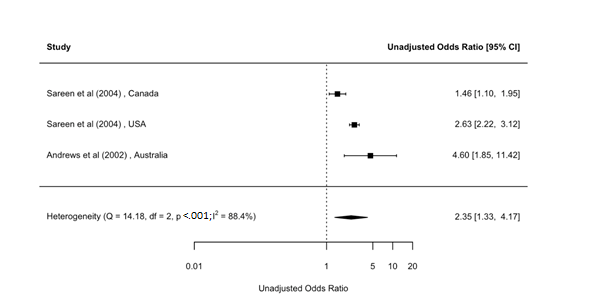 Study Unadjusted Odds Ratio [95% CI]
Sareen et al (2004) , Canada 1.46 [1.10, 1.95]
Sareen et al (2004) , USA 2.63 [2.22, 3.12]
Andrews et al (2002) , Australia 4.60 [1.85, 11.42]
Heterogeneity (Q = 14.18, df = 2, p <.001; I² = 88.4%) 2.35 [1.33, 4.17]
0.01 1 5 10 20
Unadjusted Odds Ratio